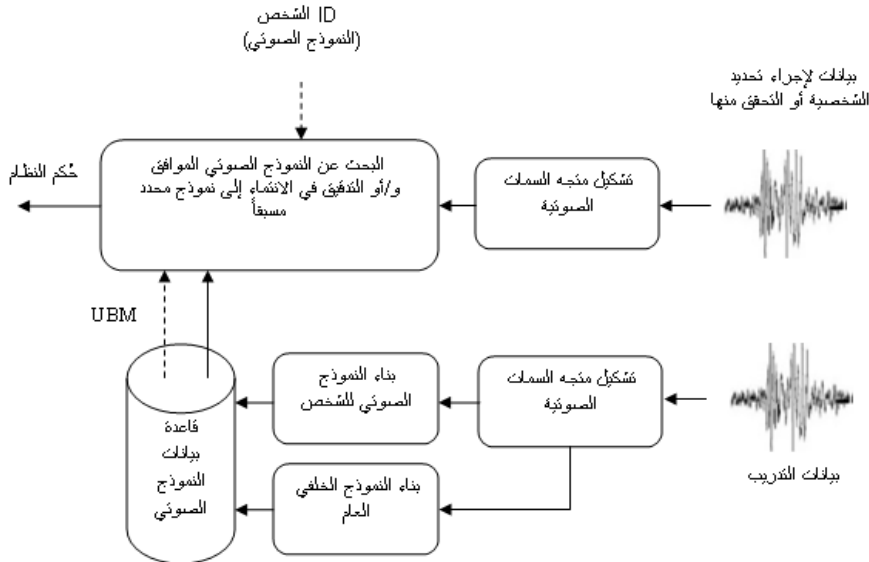 ID الشخص
(النموذج الصوتي)
بيانات لإجراء تحديد
الشخصية أو التحقق منها
البحث عن النموذج الصوتي الموافق
و/أو التدقيق في الانتماء إلى نموذج محدد
مسبقاً
تشكيل متجه السمات
الصوتية
حُكم النظام
UBM
بناء النموذج
الصوتي للشخص
تشكيل متجه السمات
الصوتية
قاعدة
بيانات
النموذج
الصوتي
بناء النموذج الخلفي
العام
بيانات التدريب